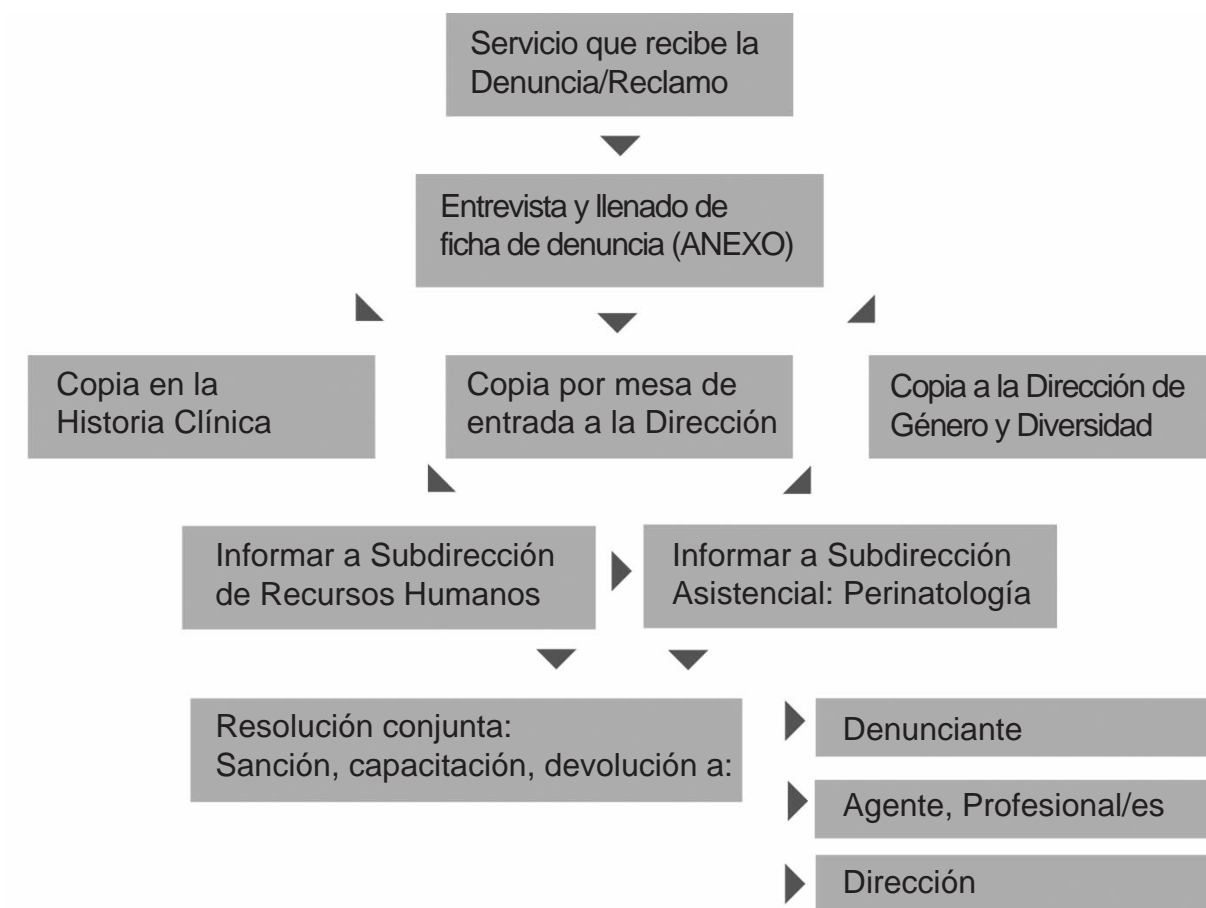 Servicio que recibe la
Denuncia/Reclamo
Entrevista y llenado de
ficha de denuncia (ANEXO)
Copia en la
Historia Clínica
Copia por mesa de
entrada a la Dirección
Copia a la Dirección de
Género y Diversidad
Informar a Subdirección
de Recursos Humanos
Informar a Subdirección
Asistencial: Perinatología
Resolución conjunta:
Sanción, capacitación, devolución a:
Denunciante
Agente, Profesional/es
Dirección